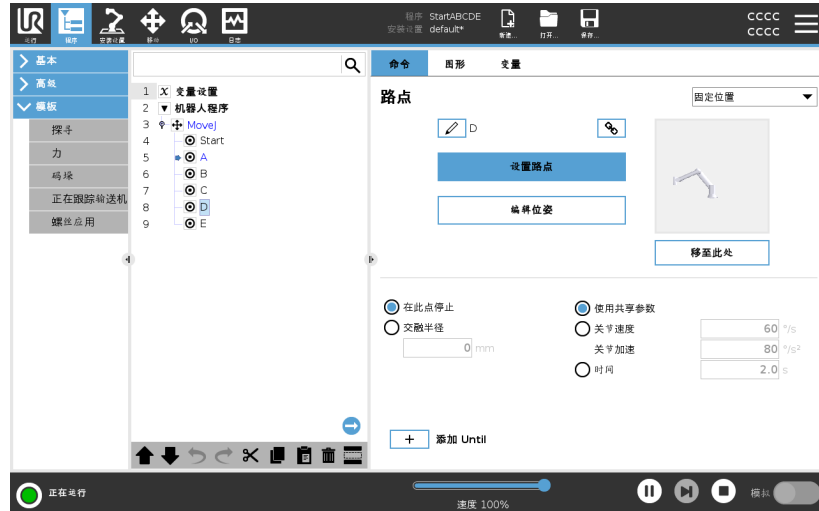 UR
运行
程序
安装设置
移动
I/O
日志
程序 StartABCDE
安装设置 default*
新建...
打开...
保存...
cccc
cccc
基本
高级
模板
探寻
力
码垛
正在跟踪输送机
螺丝应用
1 X 变量设置
2 机器人程序
3 MoveJ
4 Start
5 A
6 B
7 C
8 D
9 E
命令 图形 变量
路点
固定位置
D
设置路点
编辑位姿
移至此处
在此点停止
交融半径
0 mm
使用共享参数
关节速度 60 °/s
关节加速 80 °/s²
时间 2.0 s
+ 添加 Until
正在运行
速度 100%
模拟